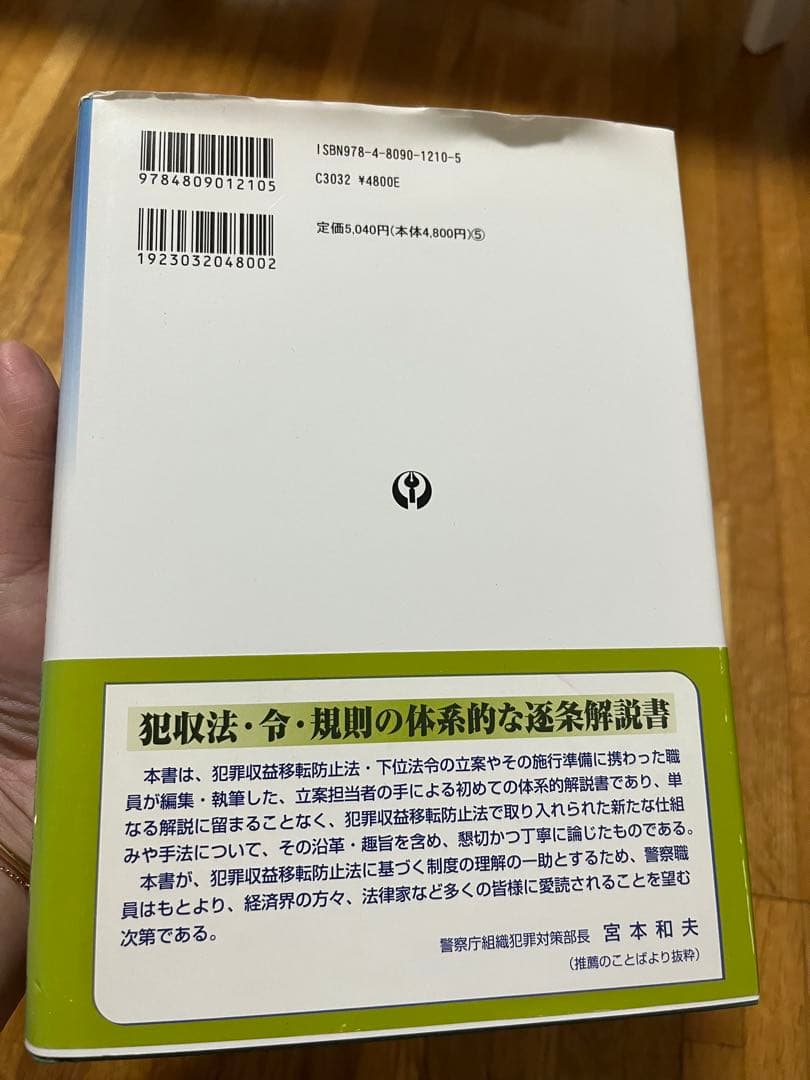 ISBN978-4-8090-1210-5
9784809012105
C3032 ¥4800E
定価5,040円(本体4,800円)⑤
1923032048002
犯収法・令・規則の体系的な逐条解説書
本書は、犯罪収益移転防止法・下位法令の立案やその施行準備に携わった職
員が編集・執筆した、立案担当者の手による初めての体系的解説書であり、単
なる解説に留まることなく、犯罪収益移転防止法で取り入れられた新たな仕組
みや手法について、その沿革・趣旨を含め、懇切かつ丁寧に論じたものである。
本書が、犯罪収益移転防止法に基づく制度の理解の一助とするため、警察職
員はもとより、経済界の方々、法律家など多くの皆様に愛読されることを望む
次第である。
警察庁組織犯罪対策部長 宮本和夫
(推薦のことばより抜粋)